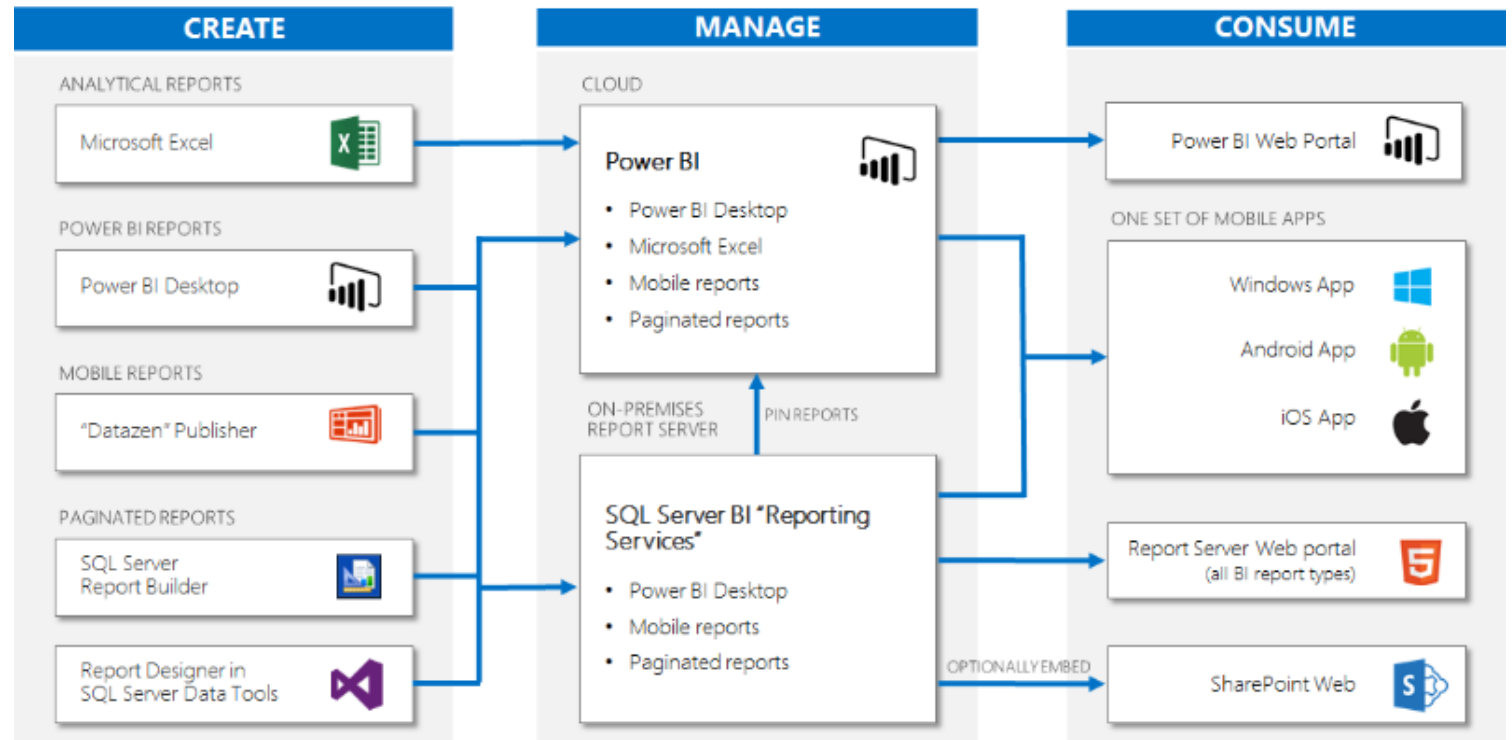 CREATE
ANALYTICAL REPORTS
Microsoft Excel
POWER BI REPORTS
Power BI Desktop
MOBILE REPORTS
“Datazen” Publisher
PAGINATED REPORTS
SQL Server
Report Builder
Report Designer in
SQL Server Data Tools
MANAGE
CLOUD
Power BI
• Power BI Desktop
• Microsoft Excel
• Mobile reports
• Paginated reports
ON-PREMISES
REPORT SERVER
PIN REPORTS
SQL Server BI “Reporting
Services”
• Power BI Desktop
• Mobile reports
• Paginated reports
OPTIONALLY EMBED
CONSUME
Power BI Web Portal
ONE SET OF MOBILE APPS
Windows App
Android App
iOS App
Report Server Web portal
(all BI report types)
SharePoint Web